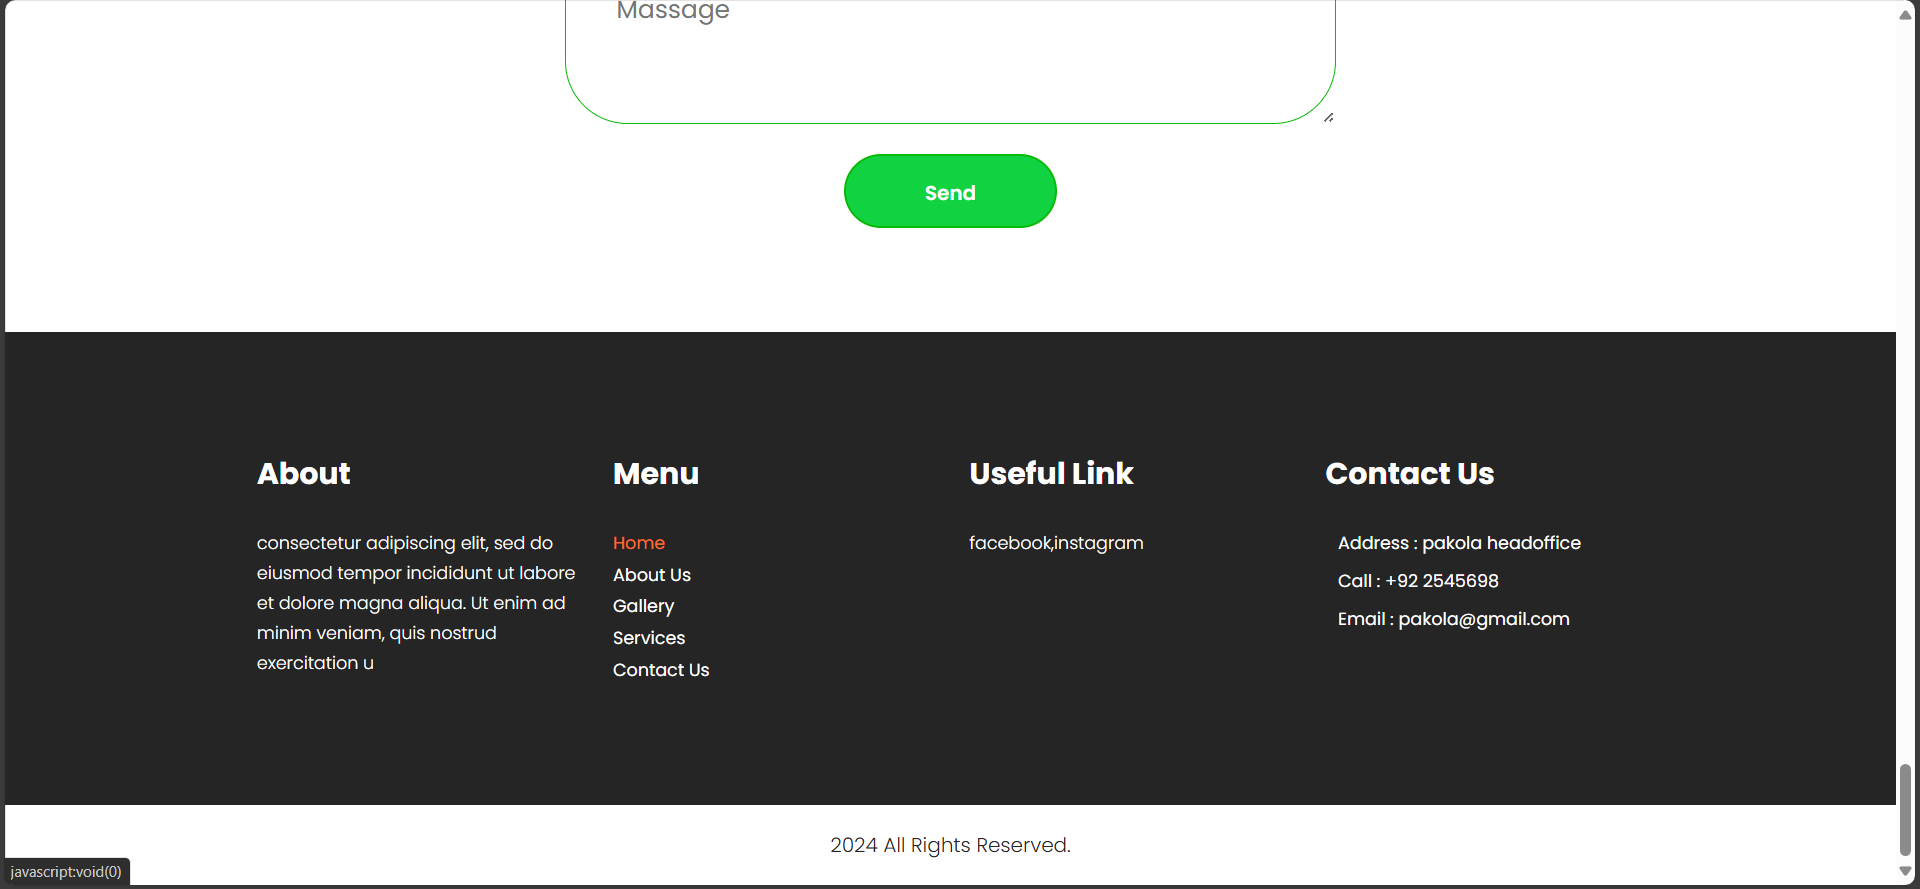 Massage
Send
About
consectetur adipiscing elit, sed do
eiusmod tempor incididunt ut labore
et dolore magna aliqua. Ut enim ad
minim veniam, quis nostrud
exercitation u
Menu
Home
About Us
Gallery
Services
Contact Us
Useful Link
facebook,instagram
Contact Us
Address : pakola headoffice
Call : +92 2545698
Email : pakola@gmail.com
2024 All Rights Reserved.
javascript:void(0)